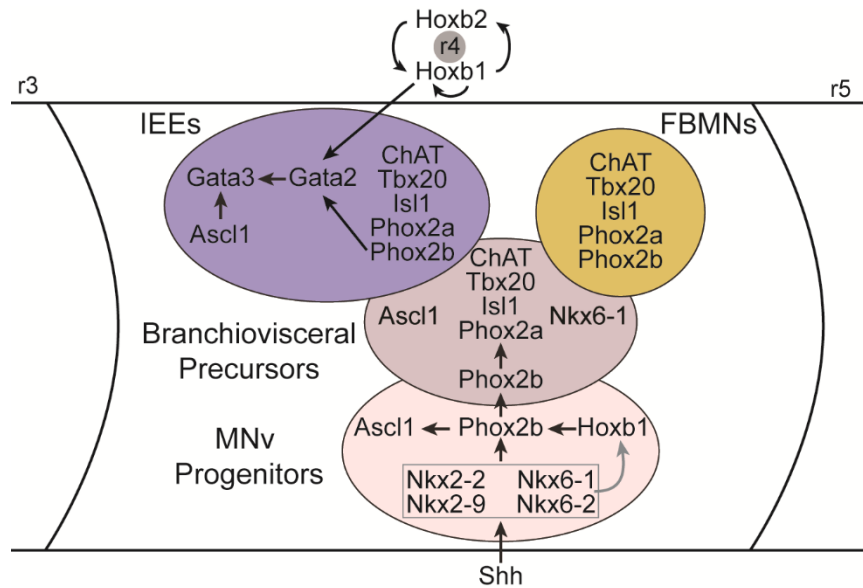 Hoxb2
r4
Hoxb1
r3
r5
IEEs
FBMNs
Gata3
Gata2
Ascl1
ChAT
Tbx20
Isl1
Phox2a
Phox2b
ChAT
Tbx20
Isl1
Phox2a
Phox2b
Branchiovisceral
Precursors
Ascl1
ChAT
Tbx20
Isl1
Phox2a
Nkx6-1
Phox2b
MNv
Progenitors
Ascl1
Phox2b
Hoxb1
Nkx2-2 Nkx6-1
Nkx2-9 Nkx6-2
Shh